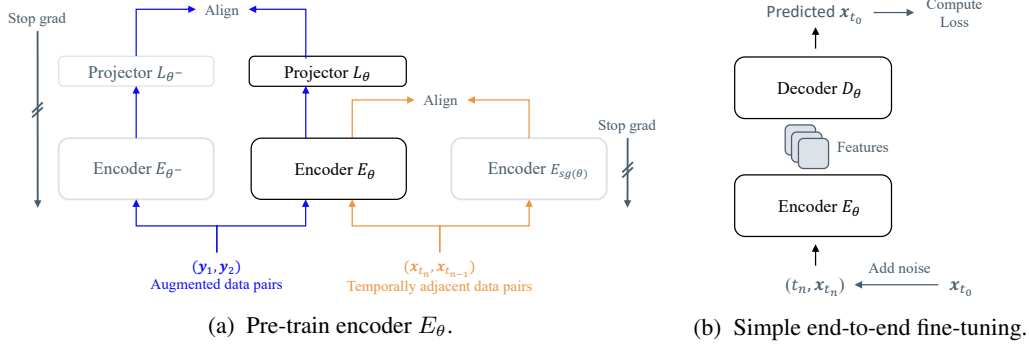 Stop grad
Align
Projector L_{θ^-}
Projector L_θ
Align
Stop grad
Encoder E_{θ^-}
Encoder E_θ
Encoder E_{sg(θ)}
(y_1, y_2)
Augmented data pairs
(x_{t_n}, x_{t_{n-1}})
Temporally adjacent data pairs
(a) Pre-train encoder E_θ.
Predicted x_{t_0}
Compute
Loss
Decoder D_θ
Features
Encoder E_θ
Add noise
(t_n, x_{t_n})
x_{t_0}
(b) Simple end-to-end fine-tuning.